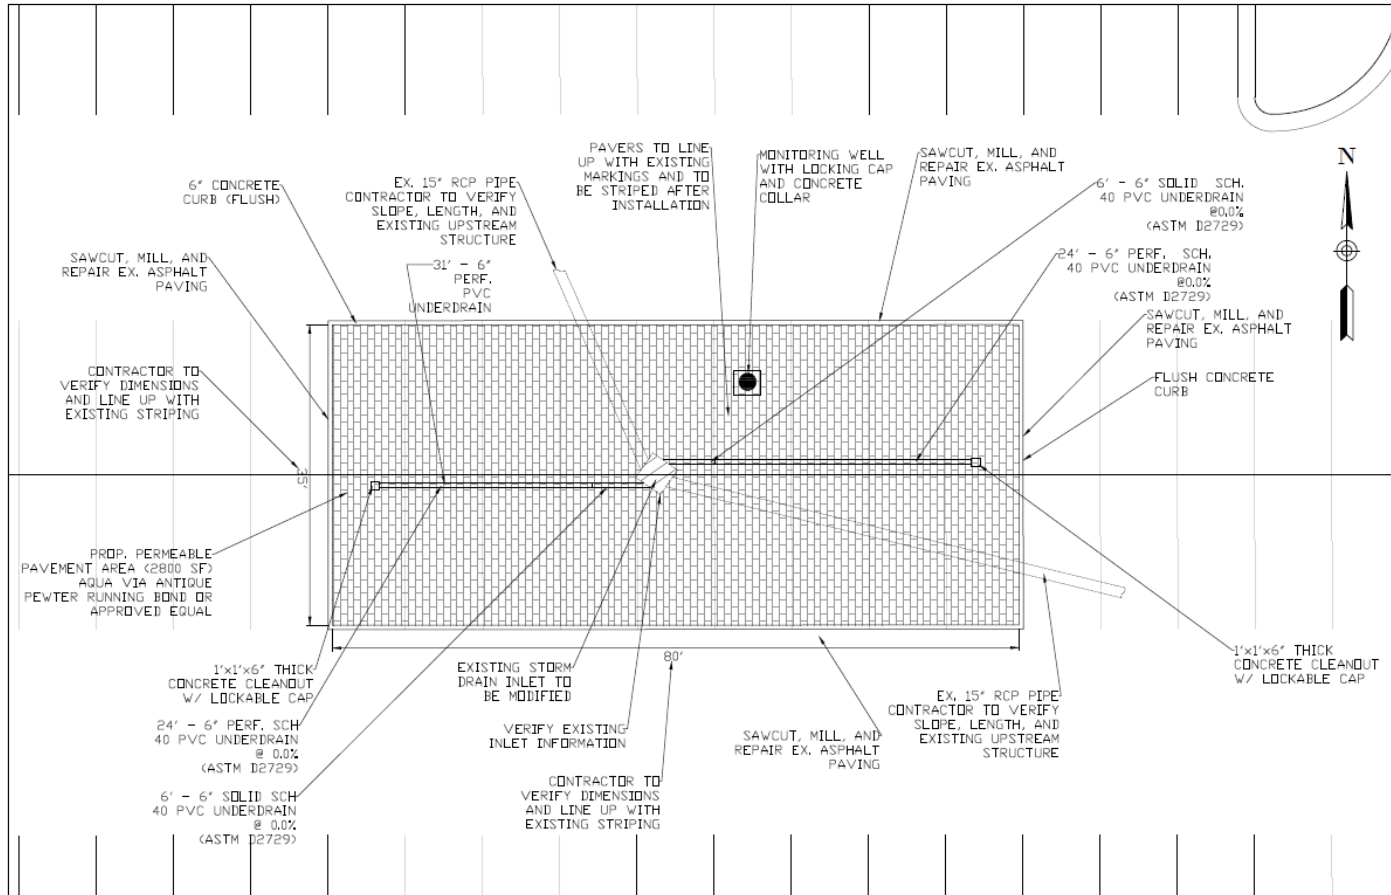 N
6" CONCRETE
CURB (FLUSH)
EX. 15" RCP PIPE
CONTRACTOR TO VERIFY
SLOPE, LENGTH, AND
EXISTING UPSTREAM
STRUCTURE
PAVERS TO LINE
UP WITH EXISTING
MARKINGS AND TO
BE STRIPED AFTER
INSTALLATION
MONITORING WELL
WITH LOCKING CAP
AND CONCRETE
COLLAR
SAWCUT, MILL, AND
REPAIR EX. ASPHALT
PAVING
6' - 6" SOLID SCH.
40 PVC UNDERDRAIN
@0.0%
(ASTM D2729)
SAWCUT, MILL, AND
REPAIR EX. ASPHALT
PAVING
31' - 6"
PERF.
PVC
UNDERDRAIN
24' - 6" PERF. SCH.
40 PVC UNDERDRAIN
@0.0%
(ASTM D2729)
SAWCUT, MILL, AND
REPAIR EX. ASPHALT
PAVING
CONTRACTOR TO
VERIFY DIMENSIONS
AND LINE UP WITH
EXISTING STRIPING
FLUSH CONCRETE
CURB
35'
PROP. PERMEABLE
PAVEMENT AREA (2800 SF)
AQUA VIA ANTIQUE
PEWTER RUNNING BOND OR
APPROVED EQUAL
80'
1'x1'x6" THICK
CONCRETE CLEANOUT
W/ LOCKABLE CAP
EXISTING STORM
DRAIN INLET TO
BE MODIFIED
1'x1'x6" THICK
CONCRETE CLEANOUT
W/ LOCKABLE CAP
EX. 15" RCP PIPE
CONTRACTOR TO VERIFY
SLOPE, LENGTH, AND
EXISTING UPSTREAM
STRUCTURE
24' - 6" PERF. SCH
40 PVC UNDERDRAIN
@ 0.0%
(ASTM D2729)
VERIFY EXISTING
INLET INFORMATION
SAWCUT, MILL, AND
REPAIR EX. ASPHALT
PAVING
6' - 6" SOLID SCH
40 PVC UNDERDRAIN
@ 0.0%
(ASTM D2729)
CONTRACTOR TO
VERIFY DIMENSIONS
AND LINE UP WITH
EXISTING STRIPING